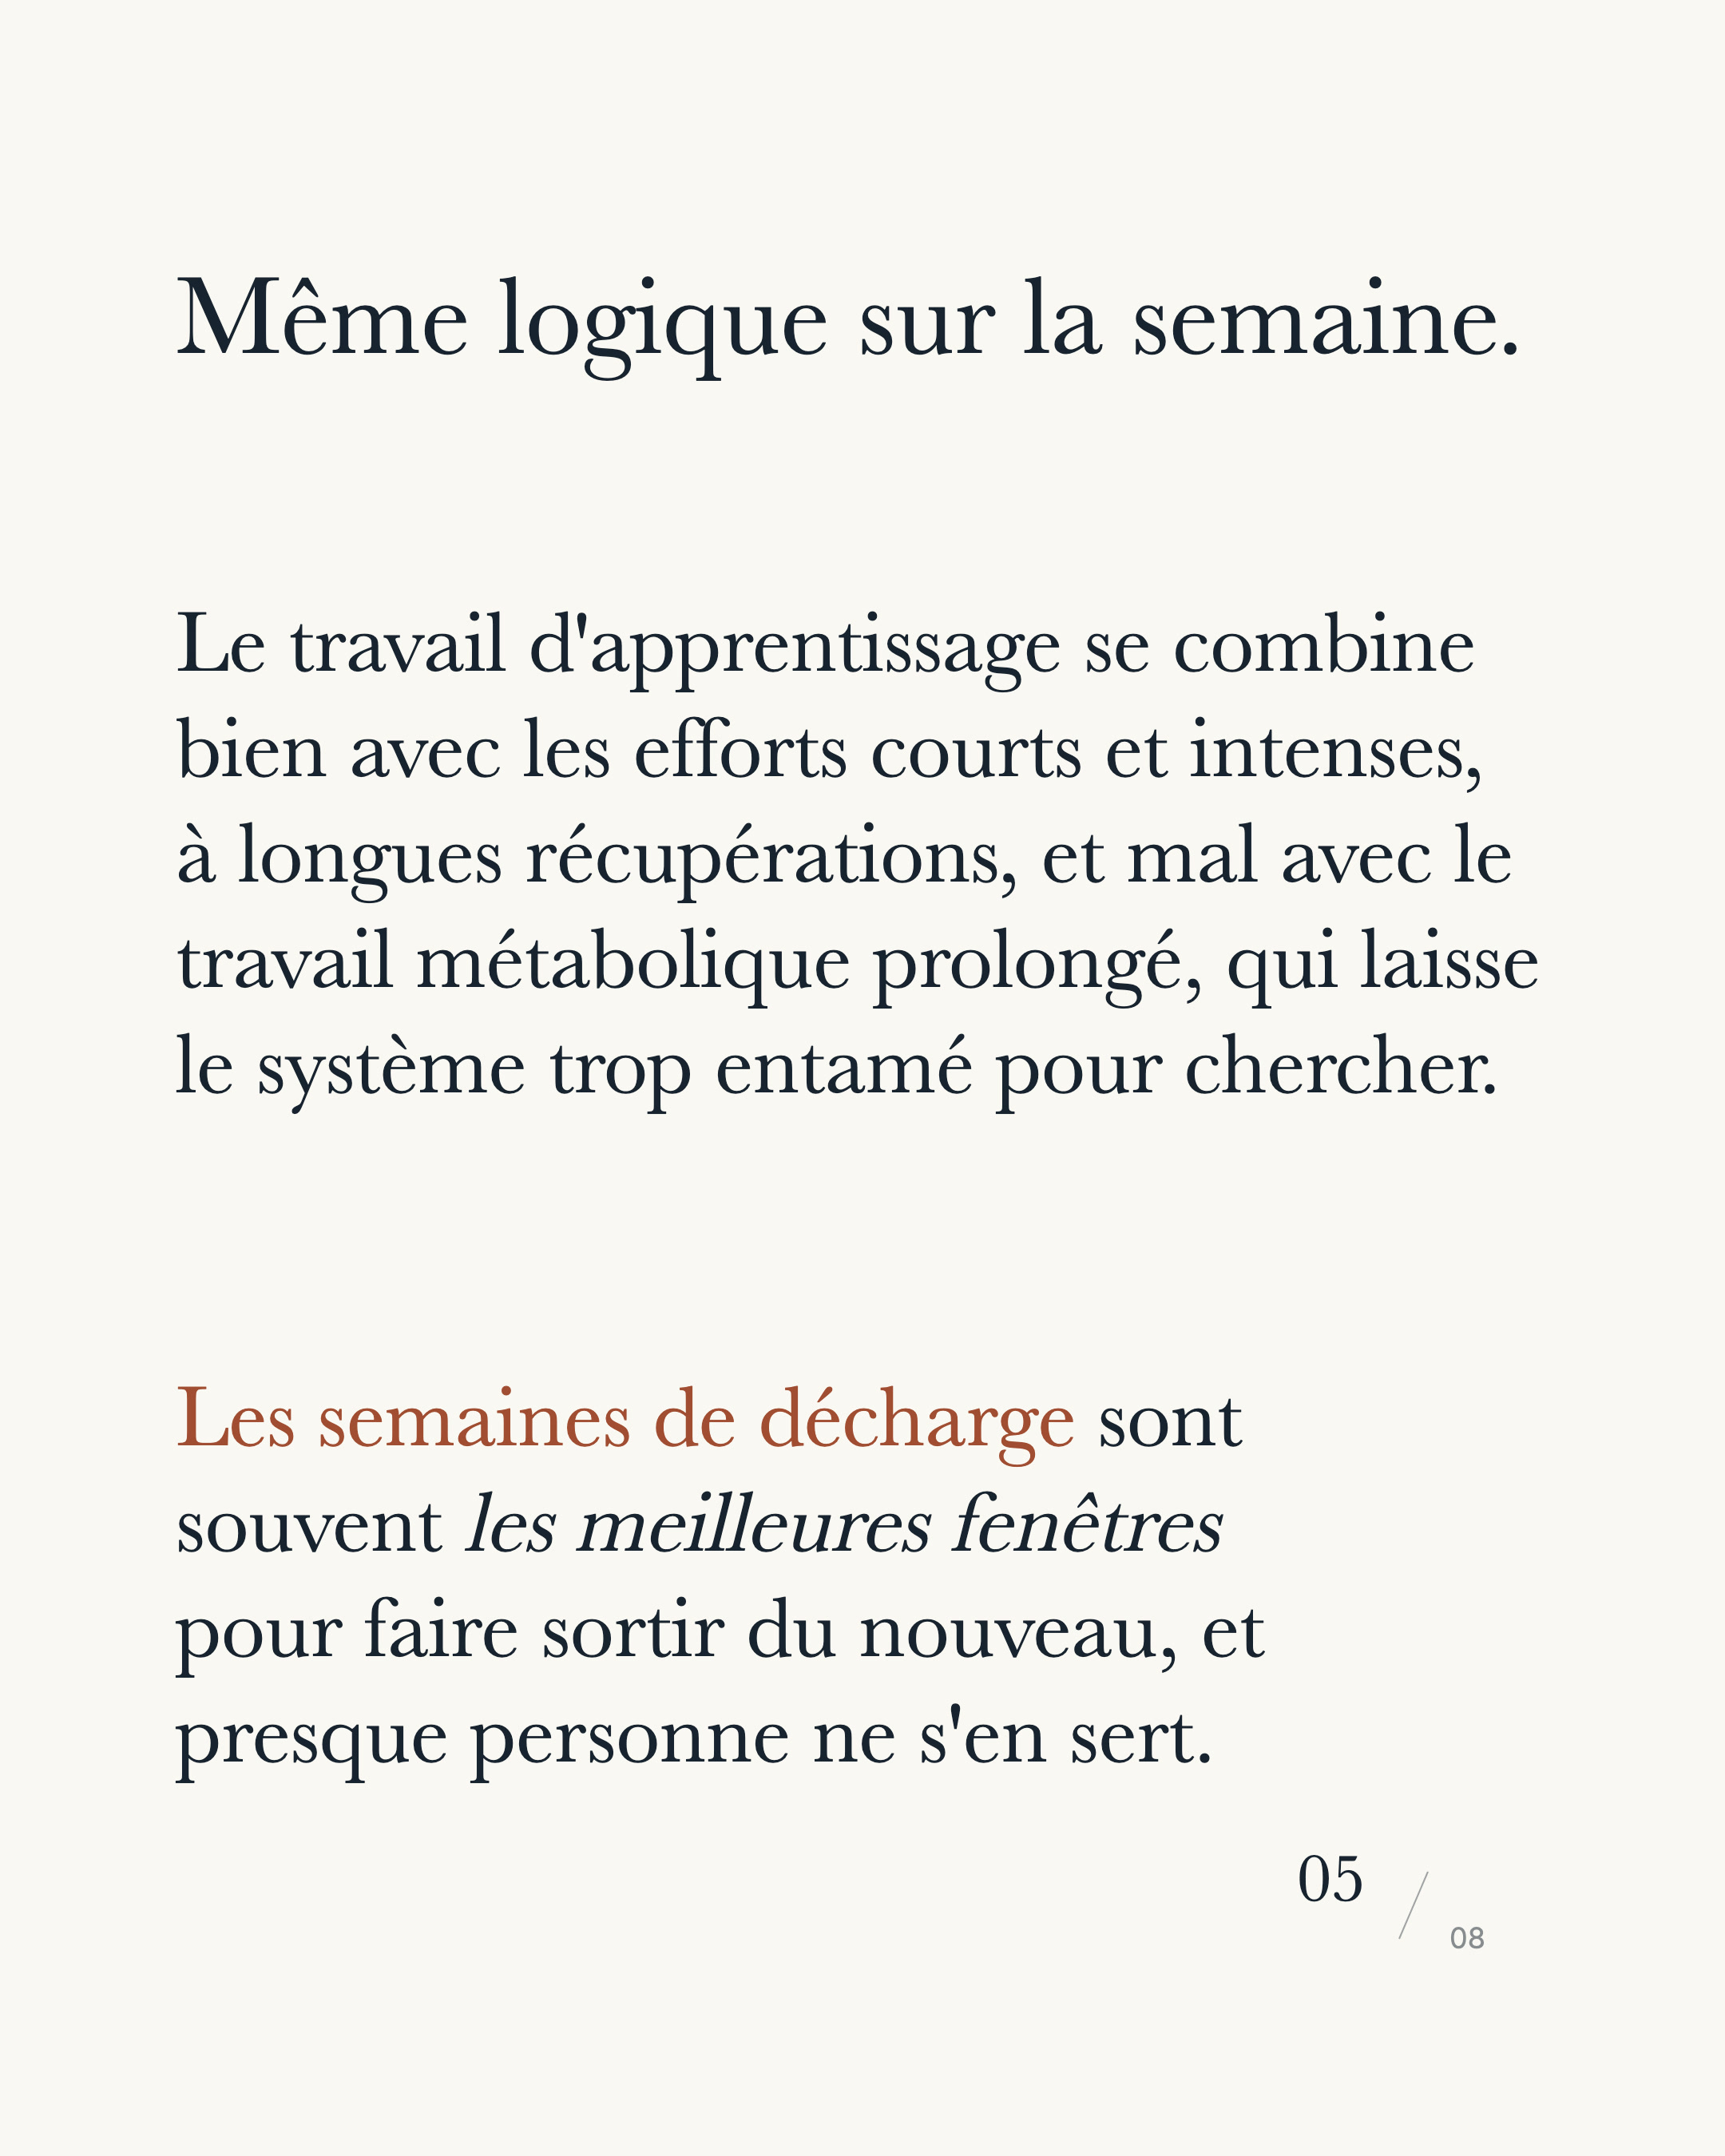 Même logique sur la semaine.
Le travail d'apprentissage se combine
bien avec les efforts courts et intenses,
à longues récupérations, et mal avec le
travail métabolique prolongé, qui laisse
le système trop entamé pour chercher.
Les semaines de décharge sont
souvent les meilleures fenêtres
pour faire sortir du nouveau, et
presque personne ne s'en sert.
05 / 08